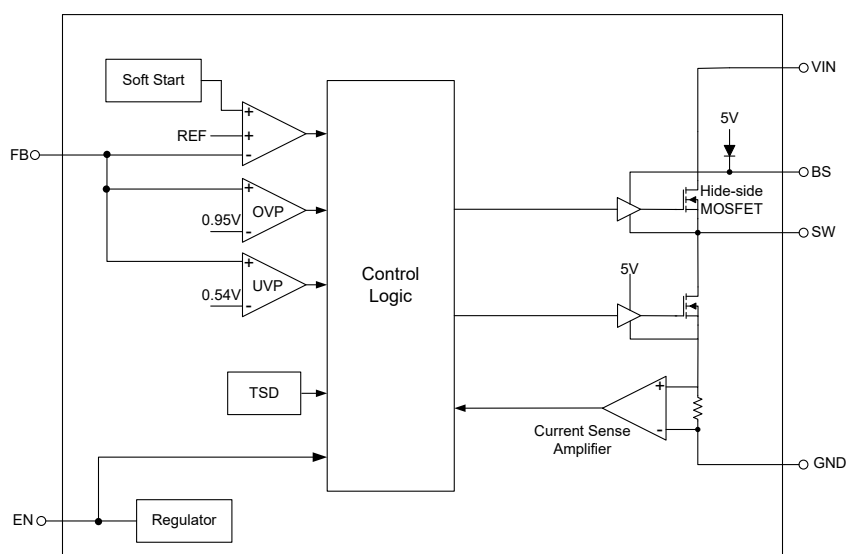 Soft Start
VIN
5V
+
REF
+
-
FB
BS
+
Hide-side
MOSFET
OVP
0.95V
-
SW
+
Control
Logic
5V
UVP
0.54V
-
TSD
+
-
Current Sense
Amplifier
GND
EN
Regulator